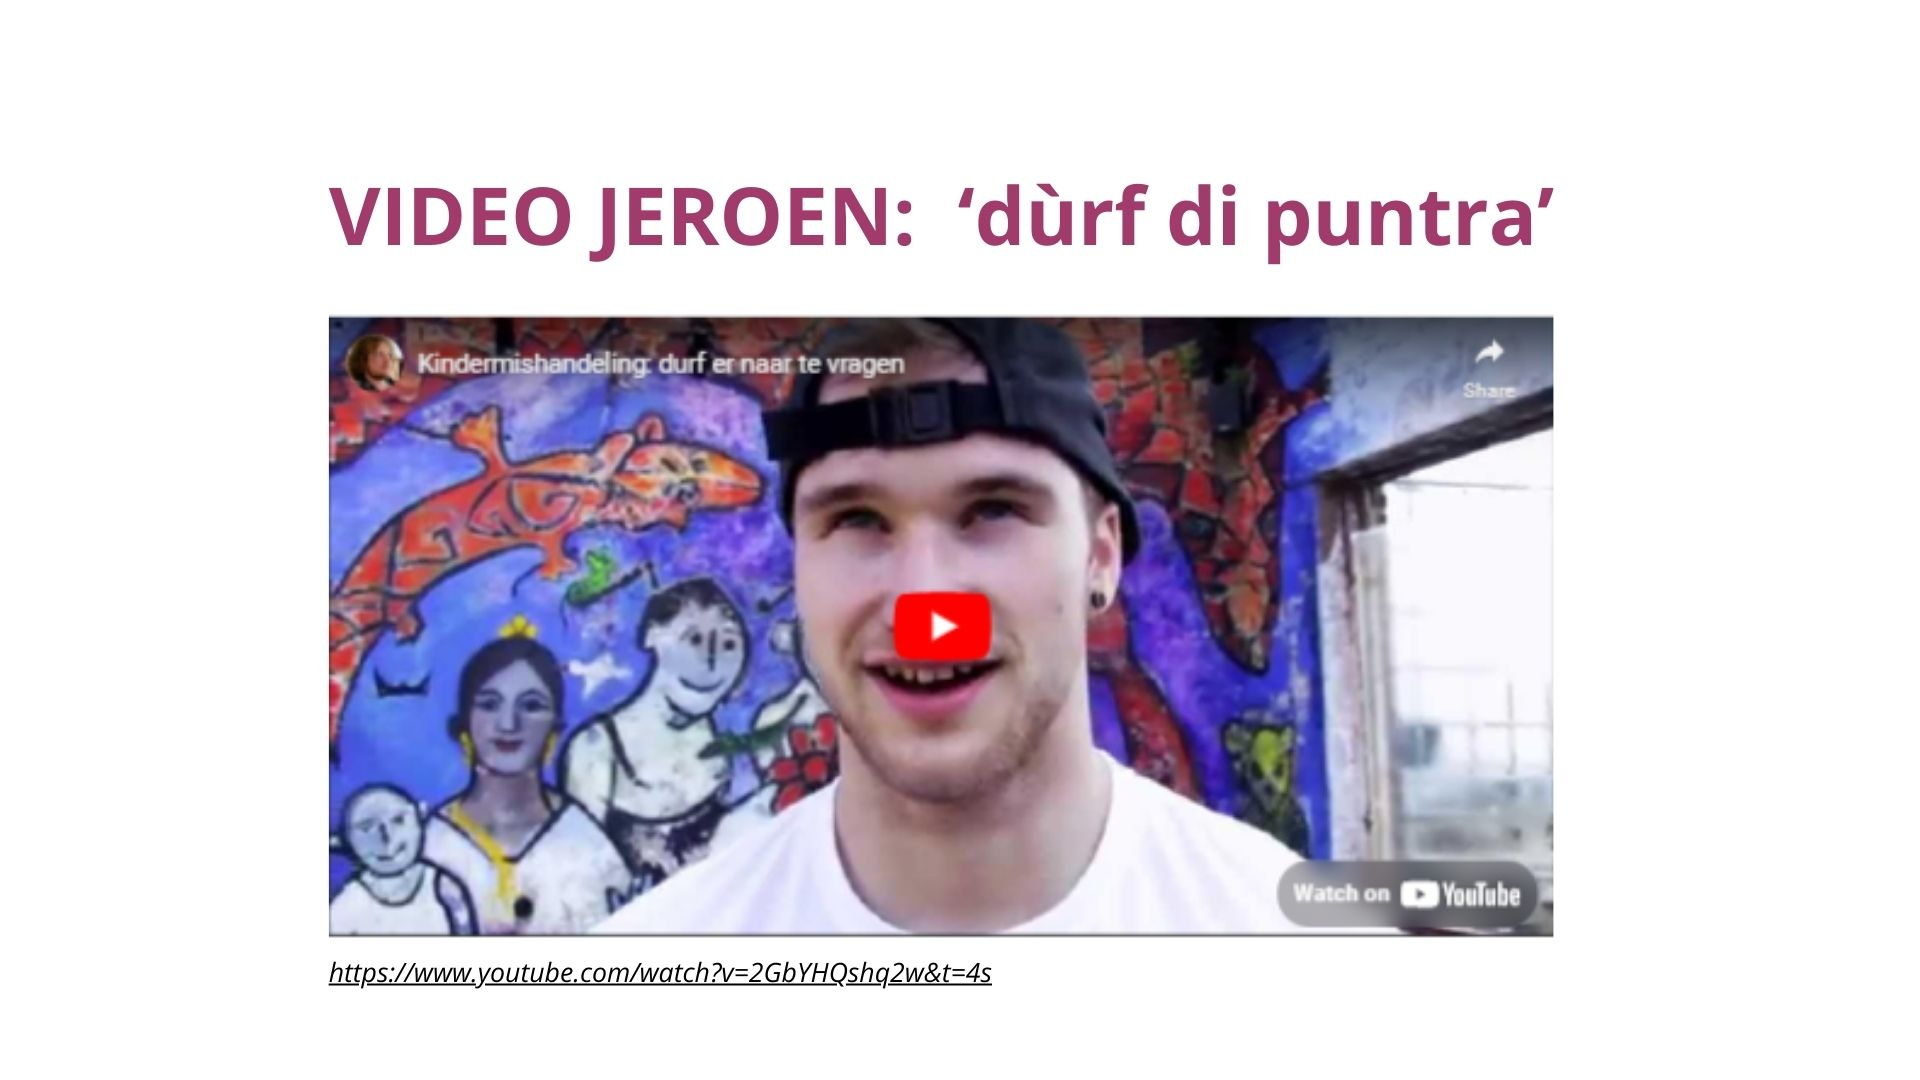 VIDEO JEROEN: ‘dùrf di puntra’
Kindermishandeling: durf er naar te vragen
Share
Watch on YouTube
https://www.youtube.com/watch?v=2GbYHQshq2w&t=4s